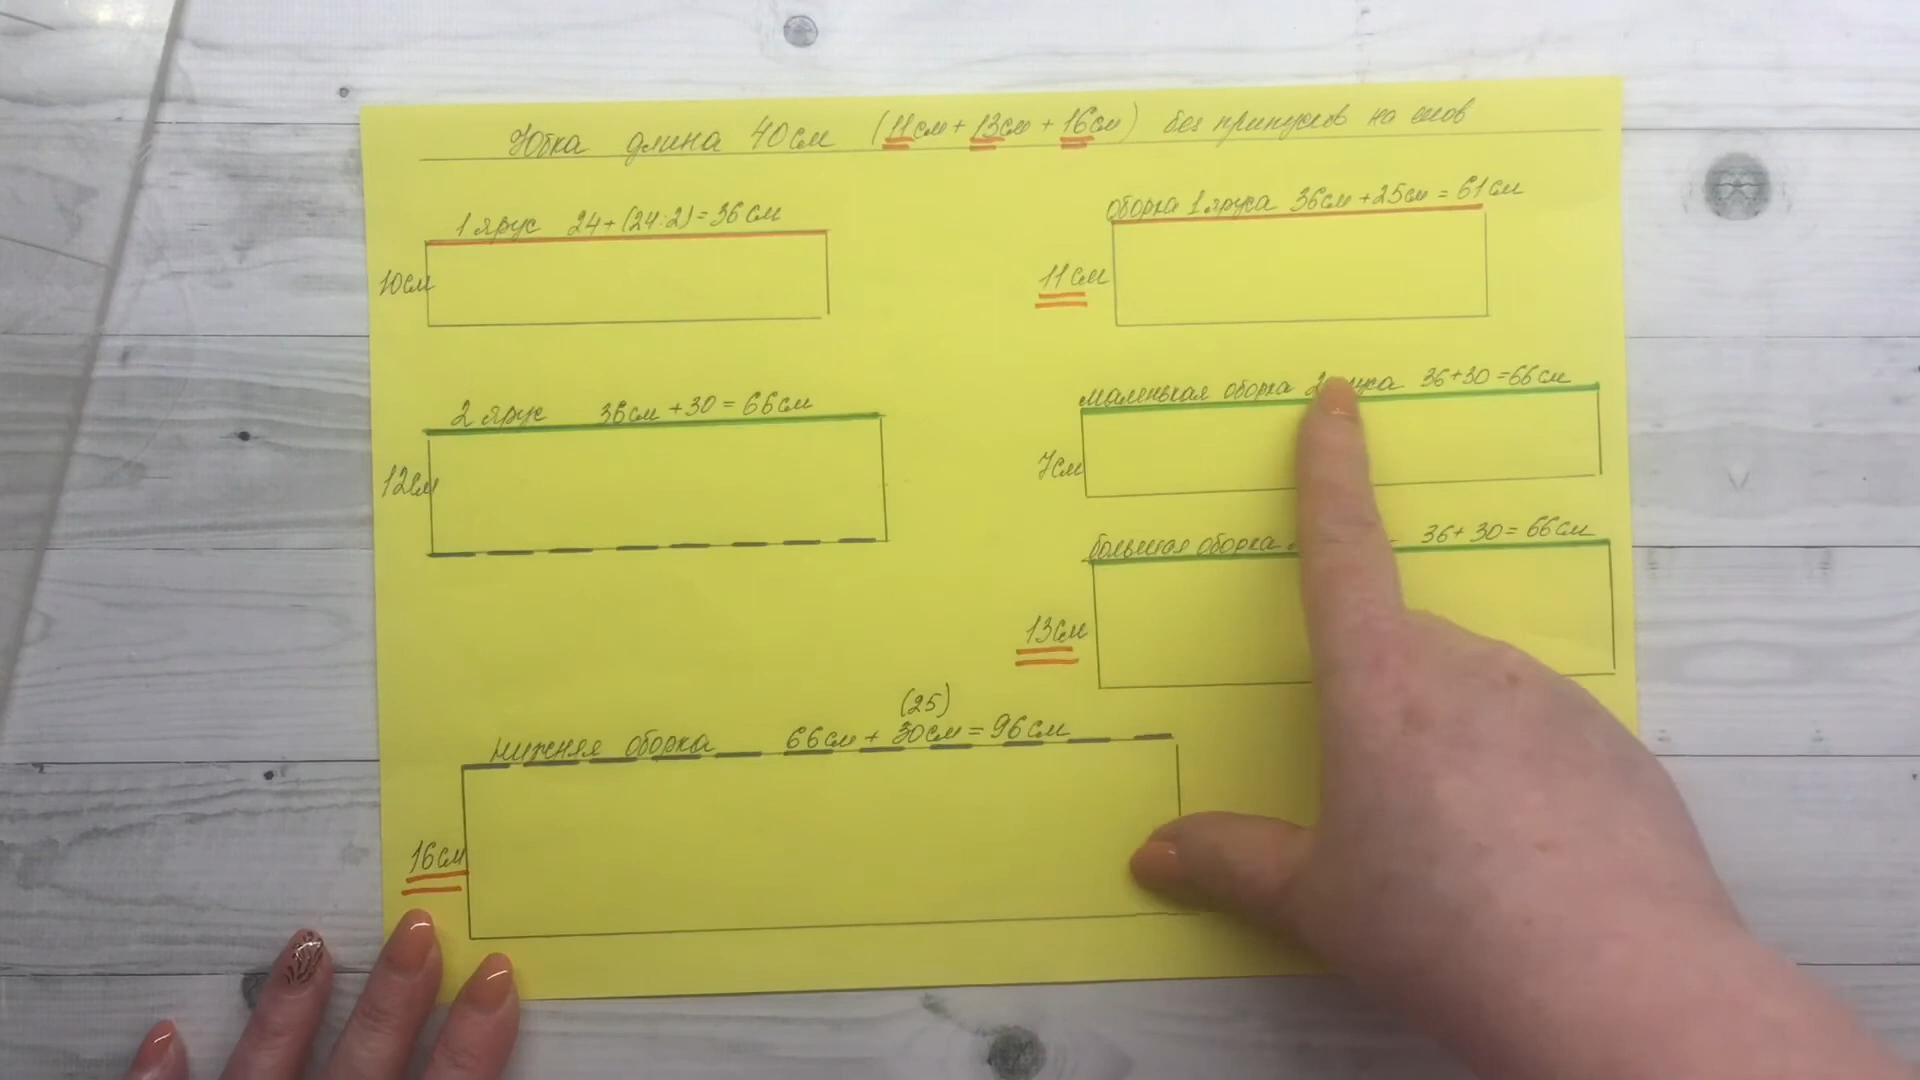 Юбка длина 40см (11см + 13см + 16см) без припусков на шов
1 ярус 24+(24:2)=36см
10см
оборка 1 яруса 36см +25см = 61см
11см
2 ярус 36см +30 = 66см
12см
маленькая оборка 36+30 =66см
7см
большая оборка 36+ 30= 66см
13см
(25)
нижняя оборка 66см + 30см = 96см
16см